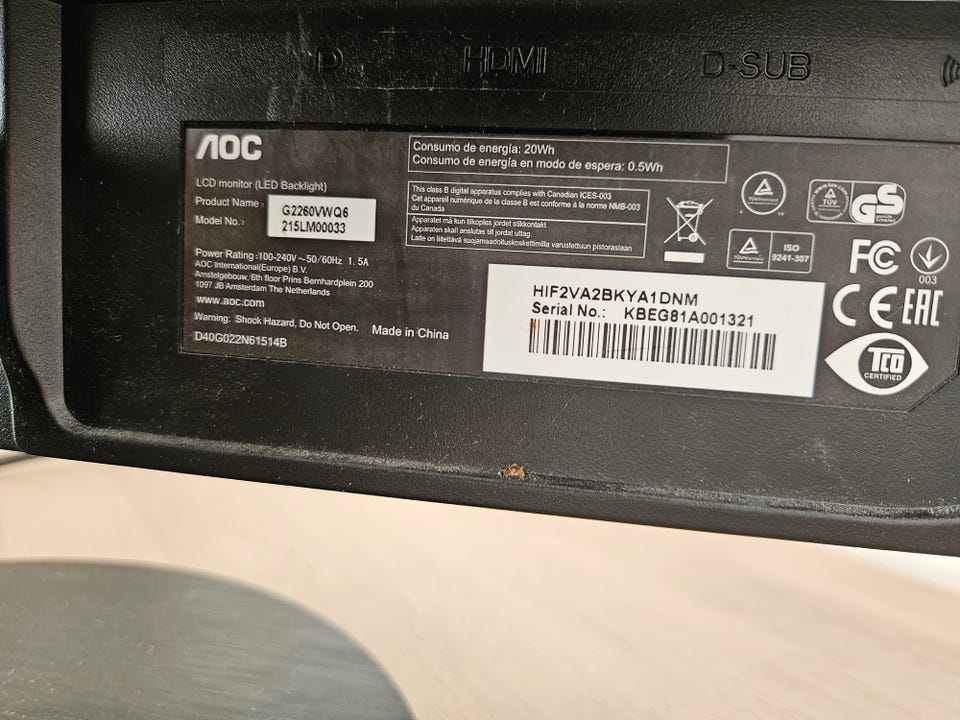 HDMI
D-SUB
AOC
LCD monitor (LED Backlight)
Product Name :
G2260VWQ6
Model No.:
215LM00033
Power Rating :100-240V ~50/60Hz 1.5A
AOC International(Europe) B.V.
Amstelgebouw, 6th floor Prins Bernhardplein 200
1097 JB Amsterdam The Netherlands
www.aoc.com
Warning: Shock Hazard, Do Not Open.
Made in China
D40G022N61514B
Consumo de energía: 20Wh
Consumo de energía en modo de espera: 0.5Wh
This class B digital apparatus complies with Canadian ICES-003
Cet appareil numérique de la classe B est conforme à la norme NMB-003
du Canada
Apparatet må kun tilkoples jordet stikkontakt.
Apparaten skall anslutas till jordat uttag.
Laite on liitettävä suojamaadoituskoskettimilla varustettuun pistorasiaan
HIF2VA2BKYA1DNM
Serial No.: KBEG81A001321
TÜV
GS
ISO
9241-307
FC
003
CE
EAC
TCO
CERTIFIED